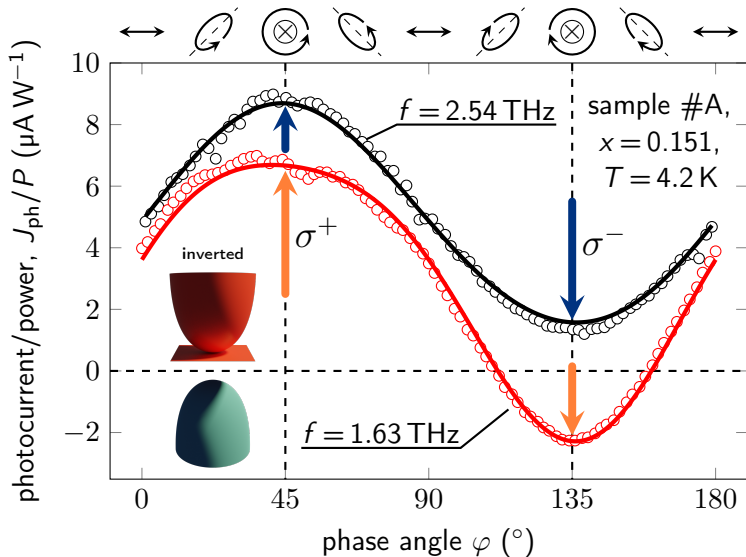 10
8
6
4
2
0
−2
photocurrent/power, J_ph/P (μA W⁻¹)
f = 2.54 THz
sample #A,
x = 0.151,
T = 4.2 K
σ⁺
σ⁻
inverted
f = 1.63 THz
0
45
90
135
180
phase angle φ (°)